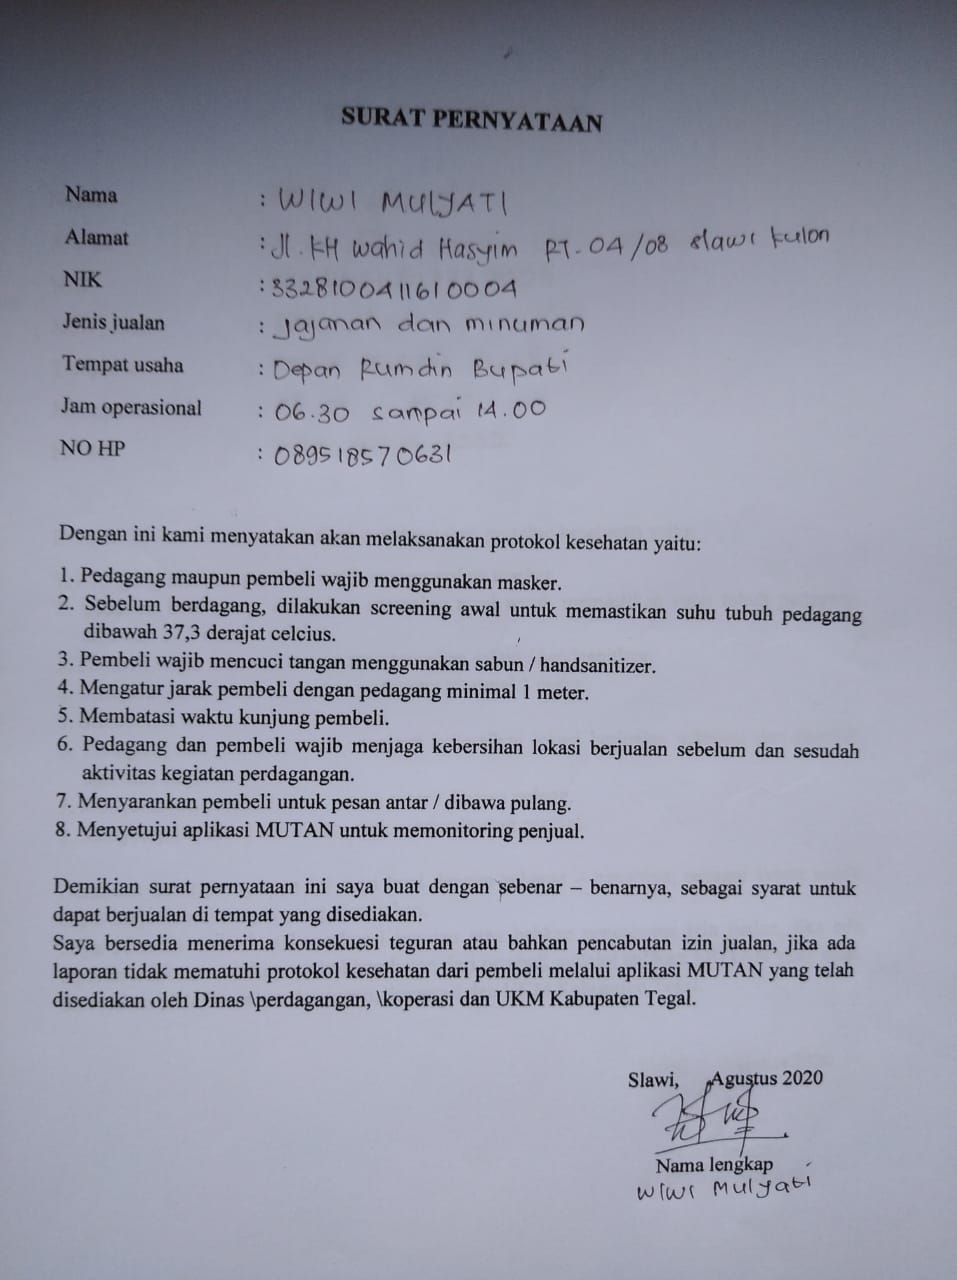 SURAT PERNYATAAN
Nama : WIWI MULYATI
Alamat : Jl. KH Wahid Hasyim RT. 04/08 slawi kulon
NIK : 3328100411610004
Jenis jualan : Jajanan dan minuman
Tempat usaha : Depan Rumdin Bupati
Jam operasional : 06.30 sampai 14.00
NO HP : 089518570631
Dengan ini kami menyatakan akan melaksanakan protokol kesehatan yaitu:
1. Pedagang maupun pembeli wajib menggunakan masker.
2. Sebelum berdagang, dilakukan screening awal untuk memastikan suhu tubuh pedagang
dibawah 37,3 derajat celcius.
3. Pembeli wajib mencuci tangan menggunakan sabun / handsanitizer.
4. Mengatur jarak pembeli dengan pedagang minimal 1 meter.
5. Membatasi waktu kunjung pembeli.
6. Pedagang dan pembeli wajib menjaga kebersihan lokasi berjualan sebelum dan sesudah
aktivitas kegiatan perdagangan.
7. Menyarankan pembeli untuk pesan antar / dibawa pulang.
8. Menyetujui aplikasi MUTAN untuk memonitoring penjual.
Demikian surat pernyataan ini saya buat dengan sebenar – benarnya, sebagai syarat untuk
dapat berjualan di tempat yang disediakan.
Saya bersedia menerima konsekuesi teguran atau bahkan pencabutan izin jualan, jika ada
laporan tidak mematuhi protokol kesehatan dari pembeli melalui aplikasi MUTAN yang telah
disediakan oleh Dinas \perdagangan, \koperasi dan UKM Kabupaten Tegal.
Slawi, Agustus 2020
Nama lengkap
Wiwi Mulyati